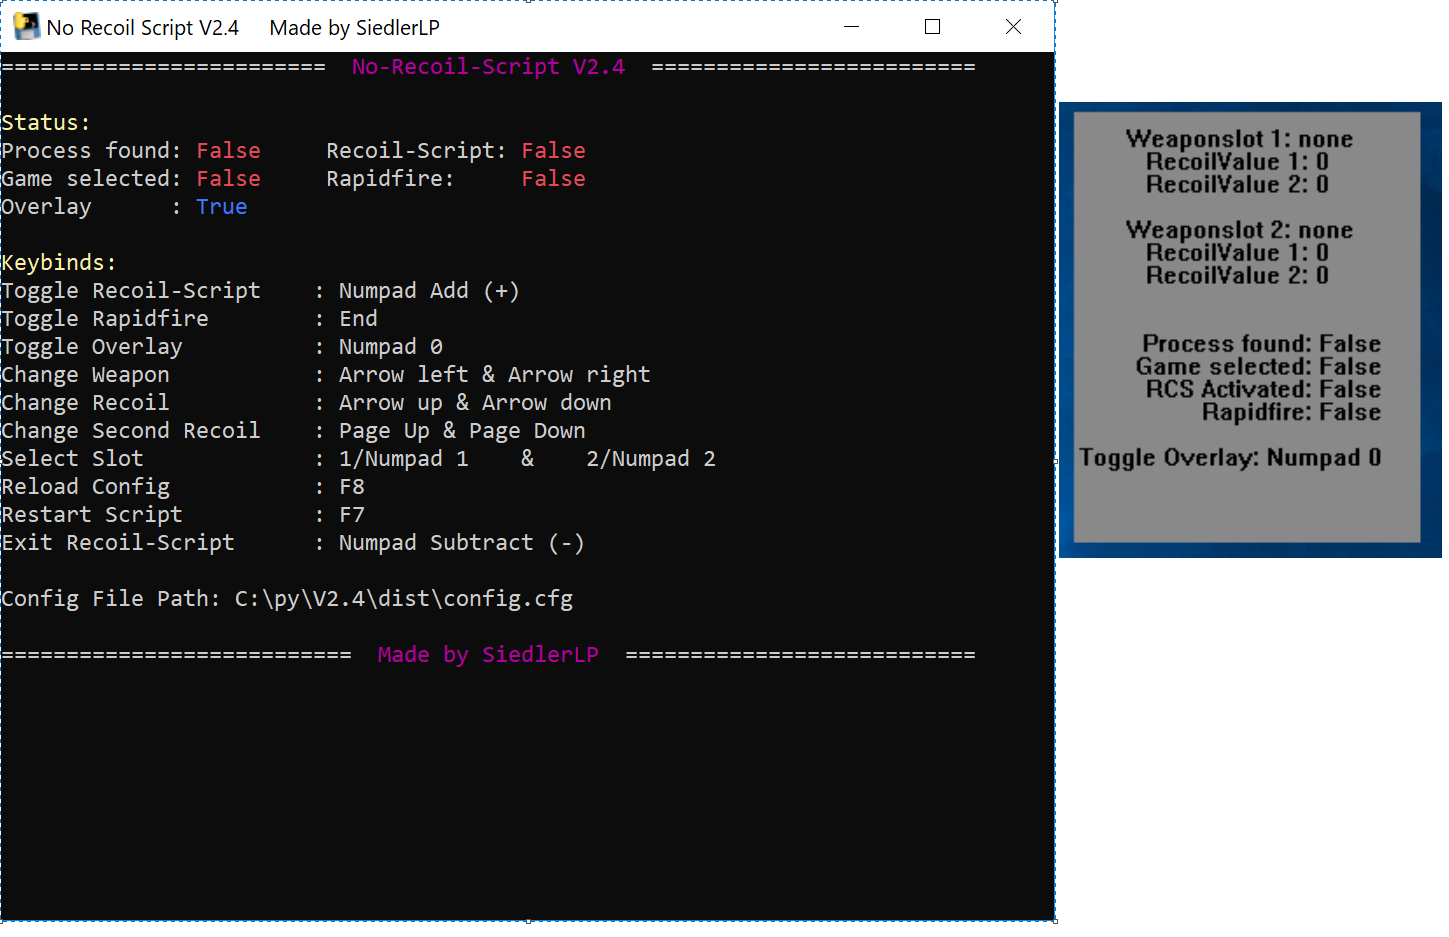 No Recoil Script V2.4     Made by SiedlerLP
=========================  No-Recoil-Script V2.4  =========================
Status:
Process found: False     Recoil-Script: False
Game selected: False     Rapidfire:     False
Overlay      : True
Keybinds:
Toggle Recoil-Script    : Numpad Add (+)
Toggle Rapidfire        : End
Toggle Overlay          : Numpad 0
Change Weapon           : Arrow left & Arrow right
Change Recoil           : Arrow up & Arrow down
Change Second Recoil    : Page Up & Page Down
Select Slot             : 1/Numpad 1    &    2/Numpad 2
Reload Config           : F8
Restart Script          : F7
Exit Recoil-Script      : Numpad Subtract (-)
Config File Path: C:\py\V2.4\dist\config.cfg
===========================  Made by SiedlerLP  ===========================
Weaponslot 1: none
RecoilValue 1: 0
RecoilValue 2: 0
Weaponslot 2: none
RecoilValue 1: 0
RecoilValue 2: 0
Process found: False
Game selected: False
RCS Activated: False
Rapidfire: False
Toggle Overlay: Numpad 0